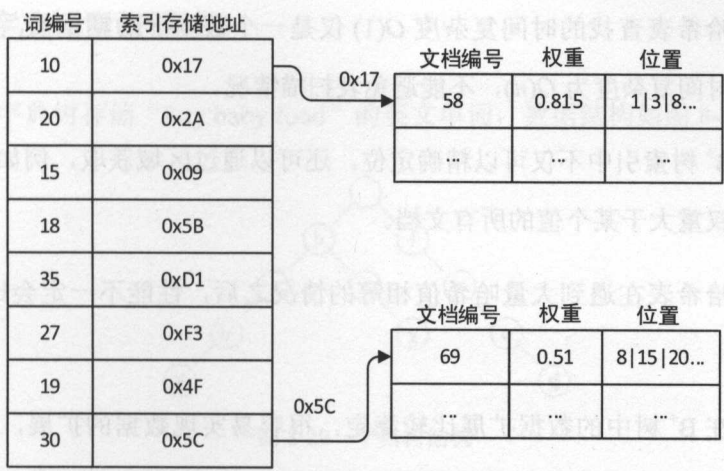 词编号 索引存储地址
10 0x17
20 0x2A
15 0x09
18 0x5B
35 0xD1
27 0xF3
19 0x4F
30 0x5C
0x17
文档编号 权重 位置
58 0.815 1|3|8...
... ... ...
0x5C
文档编号 权重 位置
69 0.51 8|15|20...
... ... ...